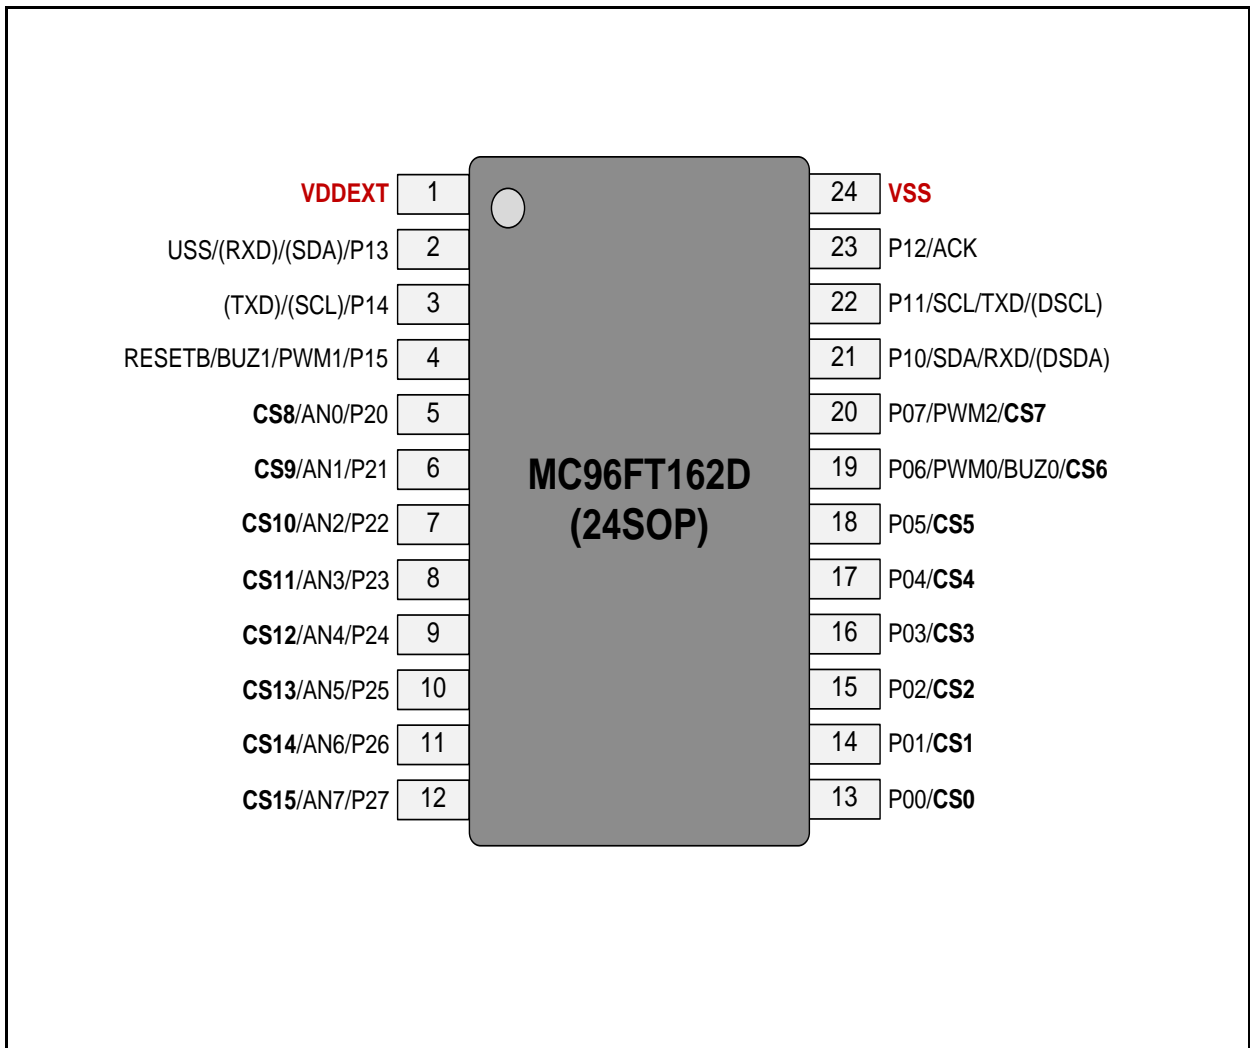 VDDEXT 1 24 VSS
USS/(RXD)/(SDA)/P13 2 23 P12/ACK
(TXD)/(SCL)/P14 3 22 P11/SCL/TXD/(DSCL)
RESETB/BUZ1/PWM1/P15 4 21 P10/SDA/RXD/(DSDA)
CS8/AN0/P20 5 20 P07/PWM2/CS7
CS9/AN1/P21 6 19 P06/PWM0/BUZ0/CS6
MC96FT162D
(24SOP)
CS10/AN2/P22 7 18 P05/CS5
CS11/AN3/P23 8 17 P04/CS4
CS12/AN4/P24 9 16 P03/CS3
CS13/AN5/P25 10 15 P02/CS2
CS14/AN6/P26 11 14 P01/CS1
CS15/AN7/P27 12 13 P00/CS0